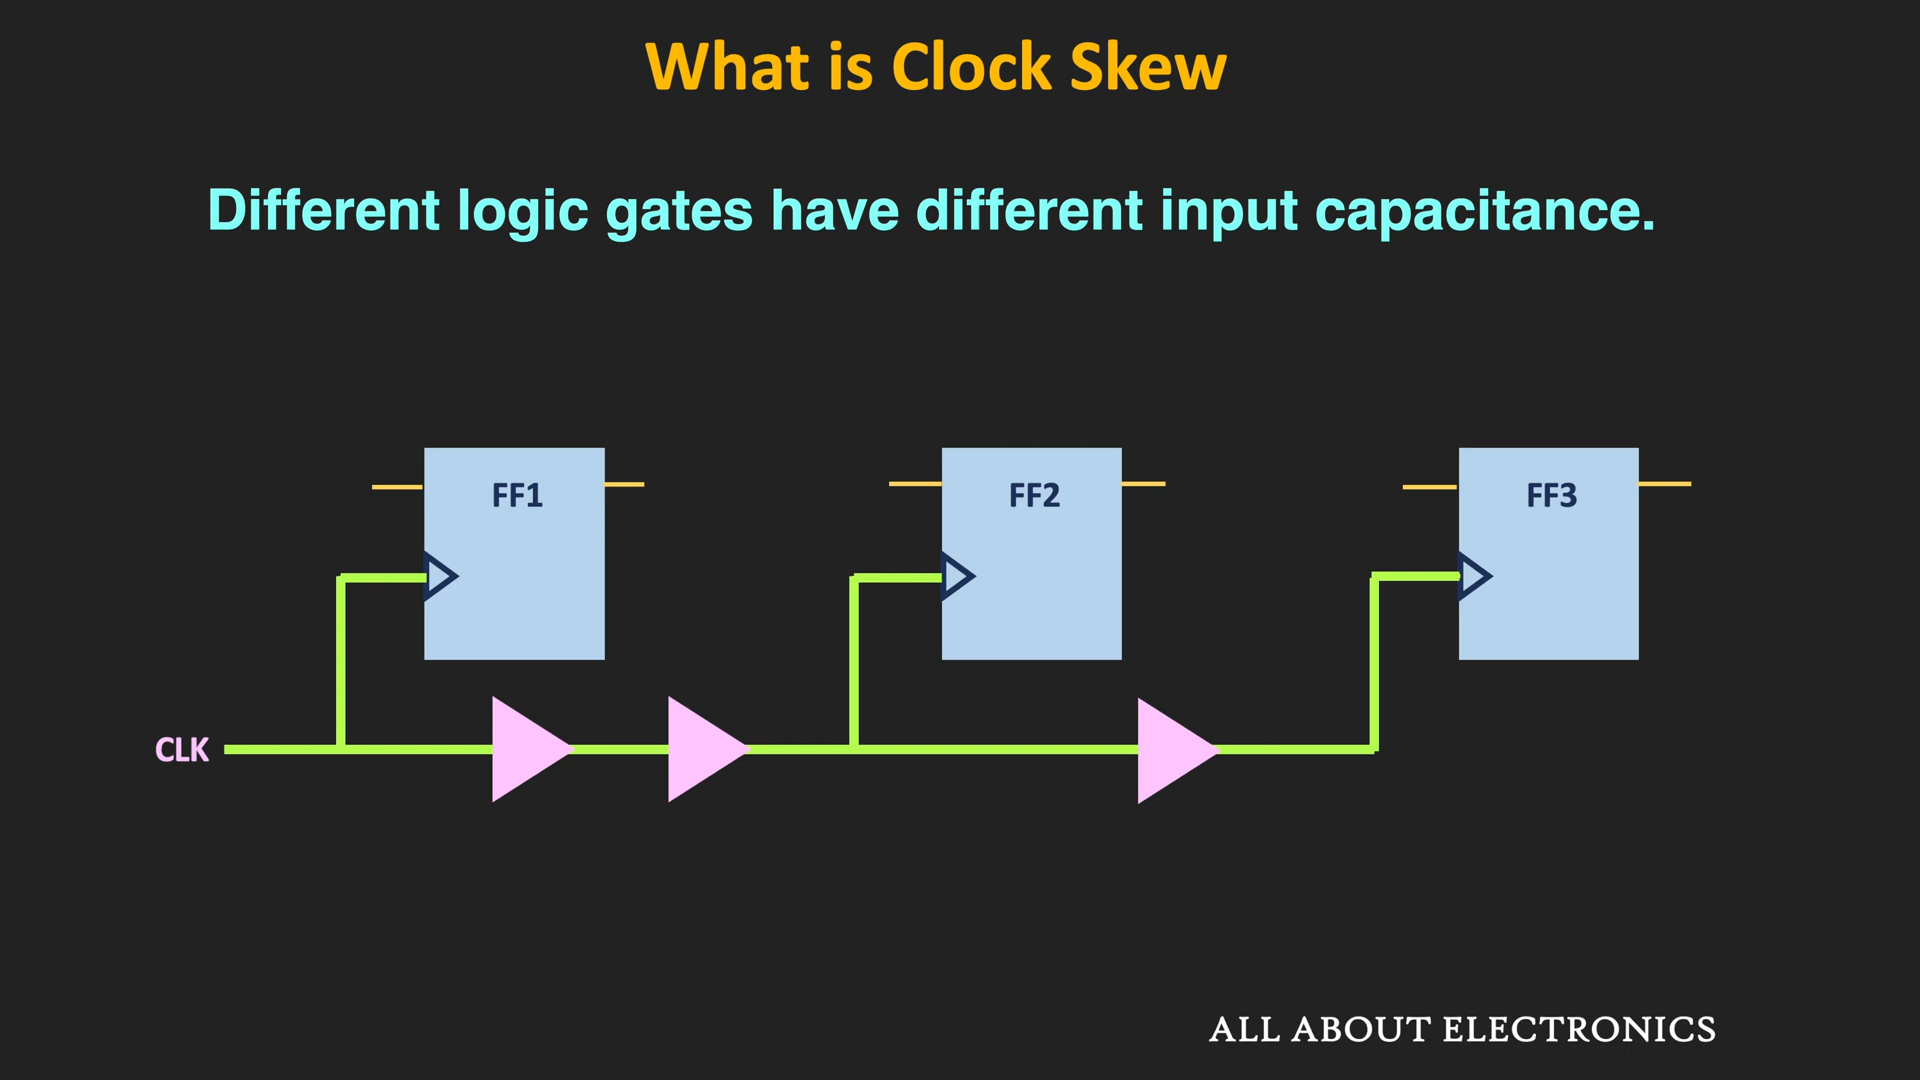 What is Clock Skew
Different logic gates have different input capacitance.
FF1
FF2
FF3
CLK
ALL ABOUT ELECTRONICS